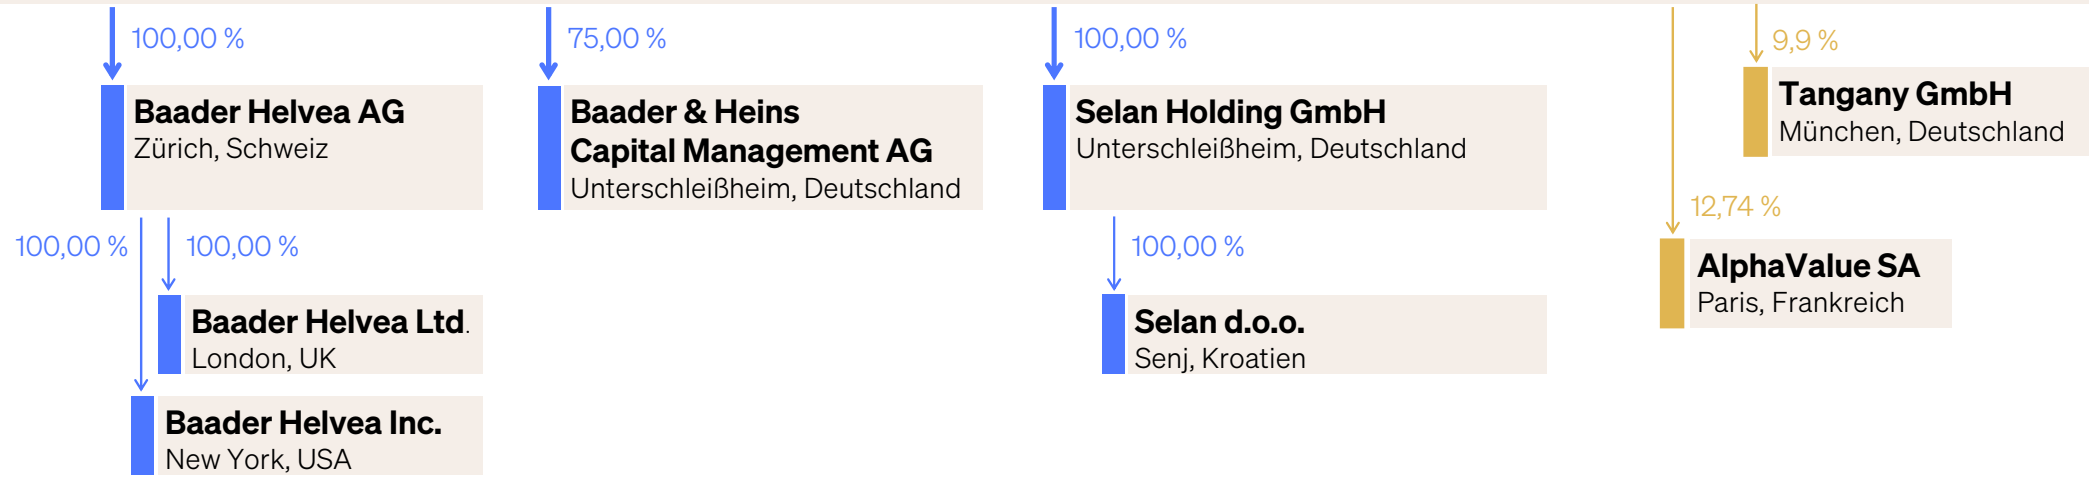 100,00 %
Baader Helvea AG
Zürich, Schweiz
100,00 %
100,00 %
Baader Helvea Ltd.
London, UK
Baader Helvea Inc.
New York, USA
75,00 %
Baader & Heins
Capital Management AG
Unterschleißheim, Deutschland
100,00 %
Selan Holding GmbH
Unterschleißheim, Deutschland
100,00 %
Selan d.o.o.
Senj, Kroatien
9,9 %
Tangany GmbH
München, Deutschland
12,74 %
AlphaValue SA
Paris, Frankreich